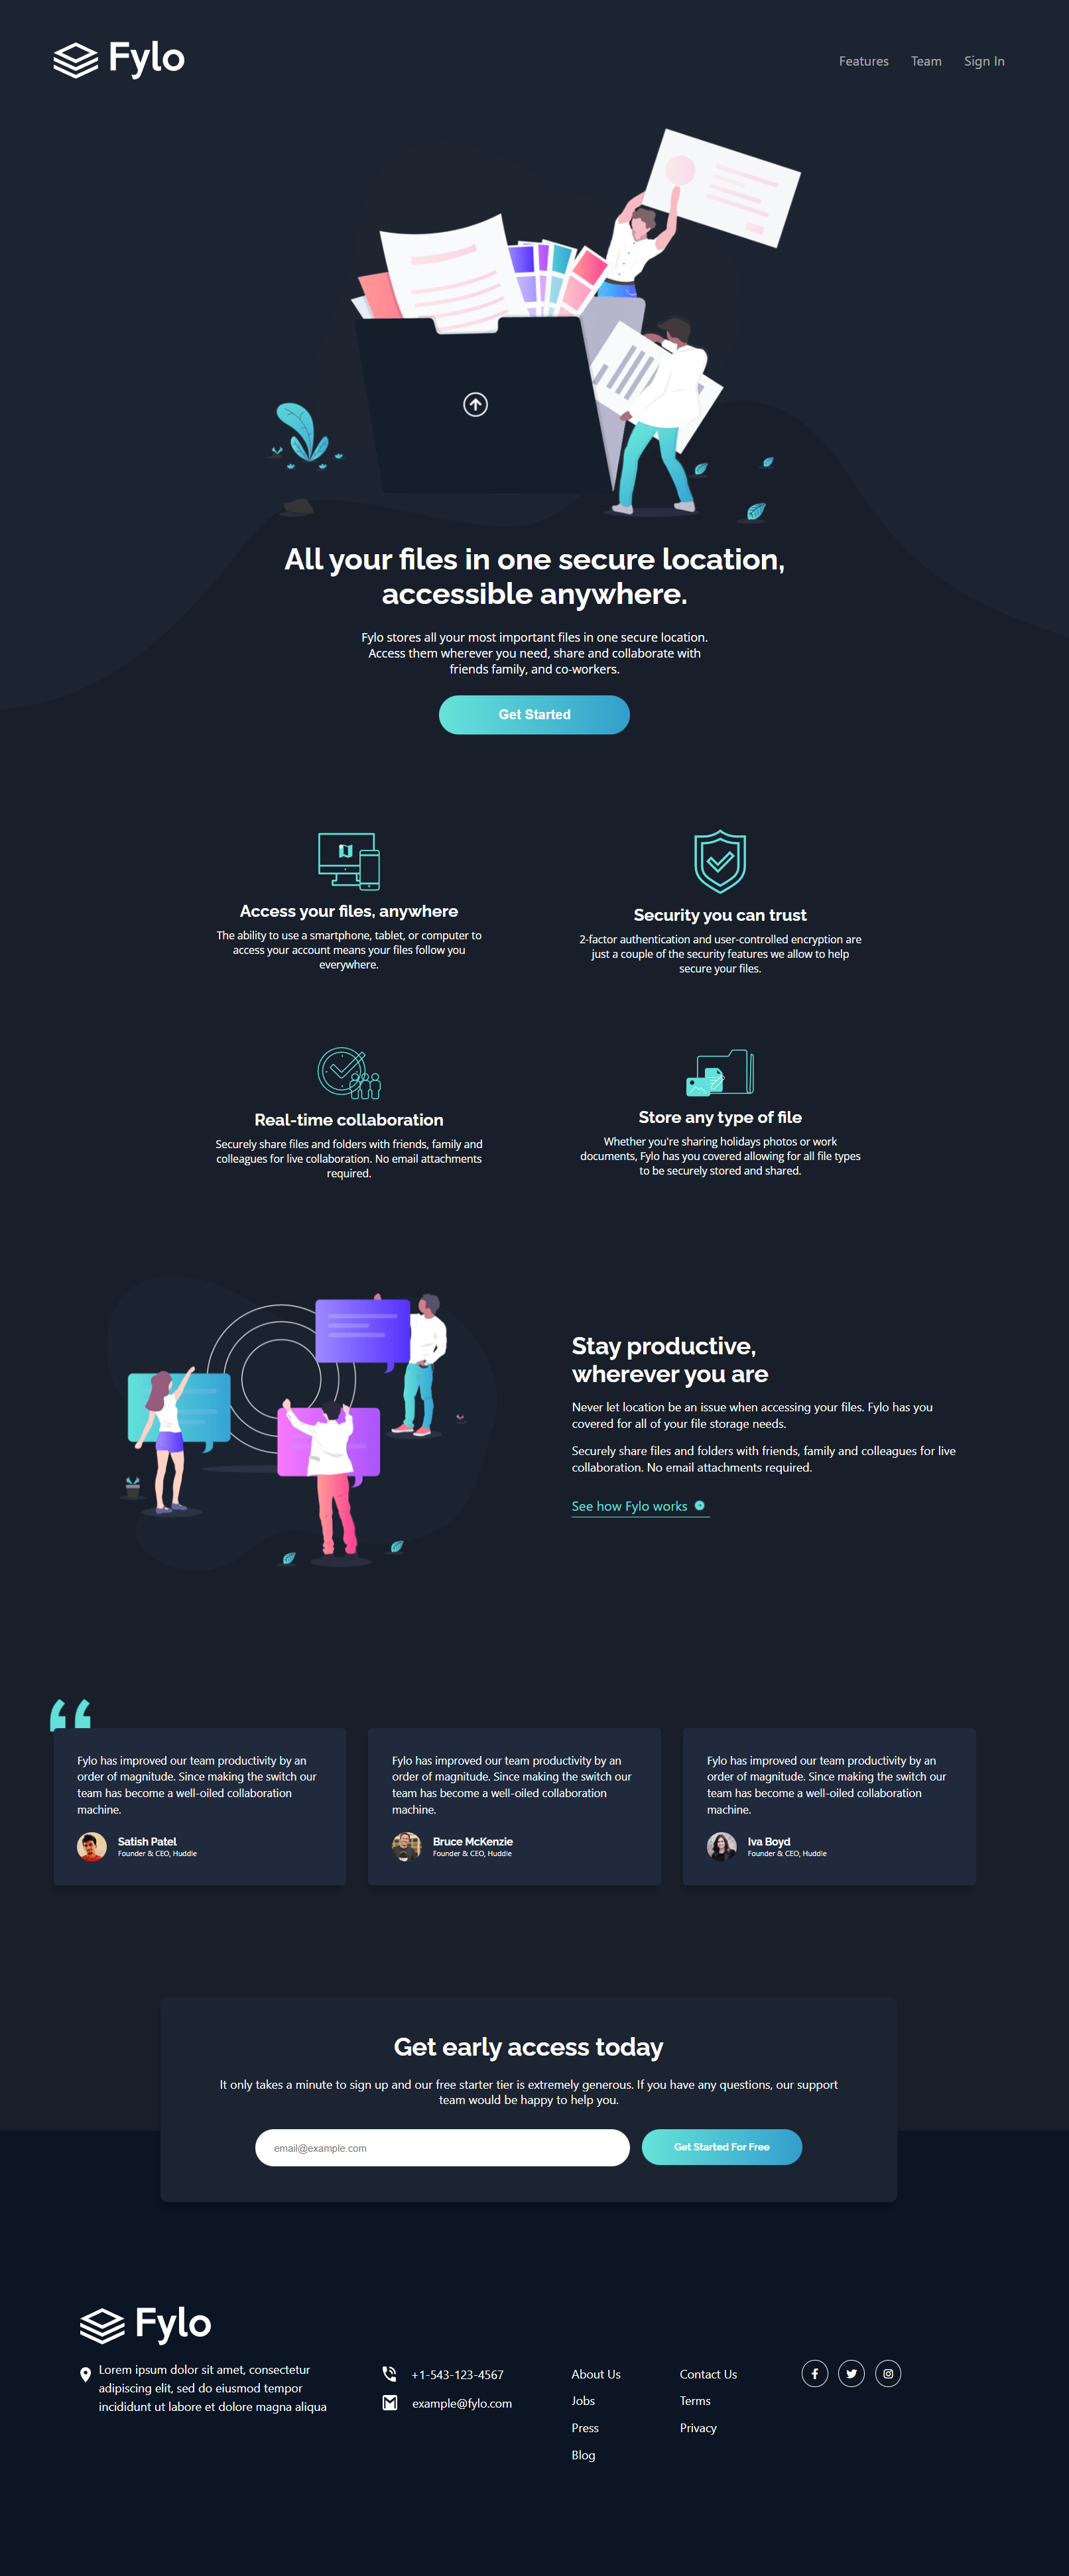 Fylo
Features Team Sign In
All your files in one secure location,
accessible anywhere.
Fylo stores all your most important files in one secure location.
Access them wherever you need, share and collaborate with
friends family, and co-workers.
Get Started
Access your files, anywhere
The ability to use a smartphone, tablet, or computer to
access your account means your files follow you
everywhere.
Security you can trust
2-factor authentication and user-controlled encryption are
just a couple of the security features we allow to help
secure your files.
Real-time collaboration
Securely share files and folders with friends, family and
colleagues for live collaboration. No email attachments
required.
Store any type of file
Whether you're sharing holidays photos or work
documents, Fylo has you covered allowing for all file types
to be securely stored and shared.
Stay productive,
wherever you are
Never let location be an issue when accessing your files. Fylo has you
covered for all of your file storage needs.
Securely share files and folders with friends, family and colleagues for live
collaboration. No email attachments required.
See how Fylo works
Fylo has improved our team productivity by an
order of magnitude. Since making the switch our
team has become a well-oiled collaboration
machine.
Satish Patel
Founder & CEO, Huddle
Fylo has improved our team productivity by an
order of magnitude. Since making the switch our
team has become a well-oiled collaboration
machine.
Bruce McKenzie
Founder & CEO, Huddle
Fylo has improved our team productivity by an
order of magnitude. Since making the switch our
team has become a well-oiled collaboration
machine.
Iva Boyd
Founder & CEO, Huddle
Get early access today
It only takes a minute to sign up and our free starter tier is extremely generous. If you have any questions, our support
team would be happy to help you.
email@example.com
Get Started For Free
Fylo
Lorem ipsum dolor sit amet, consectetur
adipiscing elit, sed do eiusmod tempor
incididunt ut labore et dolore magna aliqua
+1-543-123-4567
example@fylo.com
About Us
Jobs
Press
Blog
Contact Us
Terms
Privacy